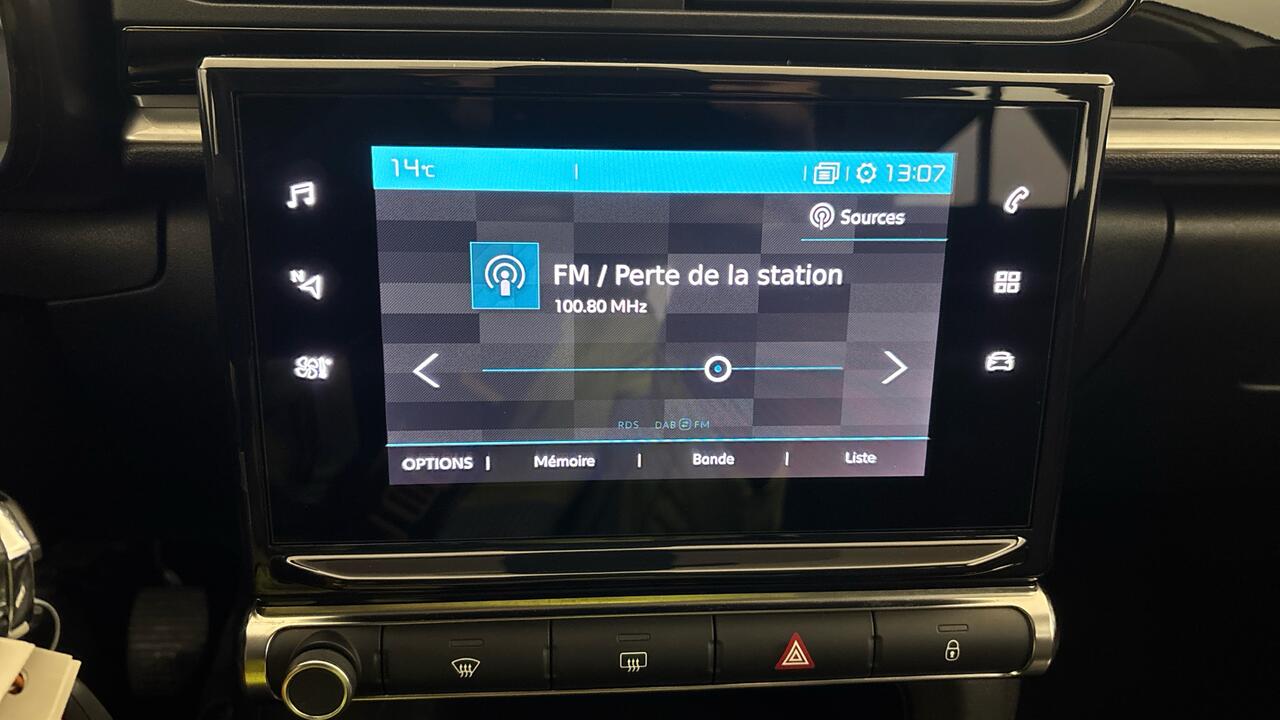 14°C 13:07
Sources
N
FM / Perte de la station
100.80 MHz
RDS DAB FM
OPTIONS Mémoire Bande Liste